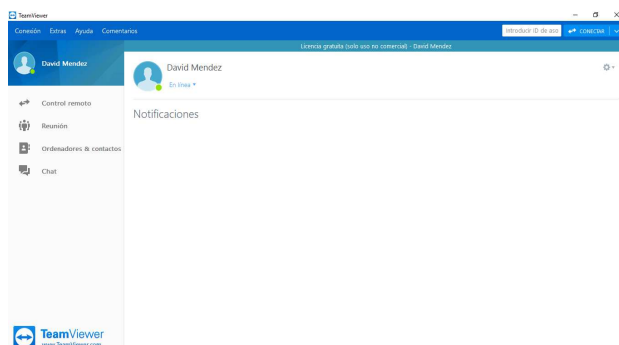 TeamViewer
Conexión Extras Ayuda Comentarios
Introducir ID de aso
CONECTAR
Licencia gratuita (solo uso no comercial) - David Mendez
David Mendez
David Mendez
En línea
Control remoto
Notificaciones
Reunión
Ordenadores & contactos
Chat
TeamViewer
www.TeamViewer.com